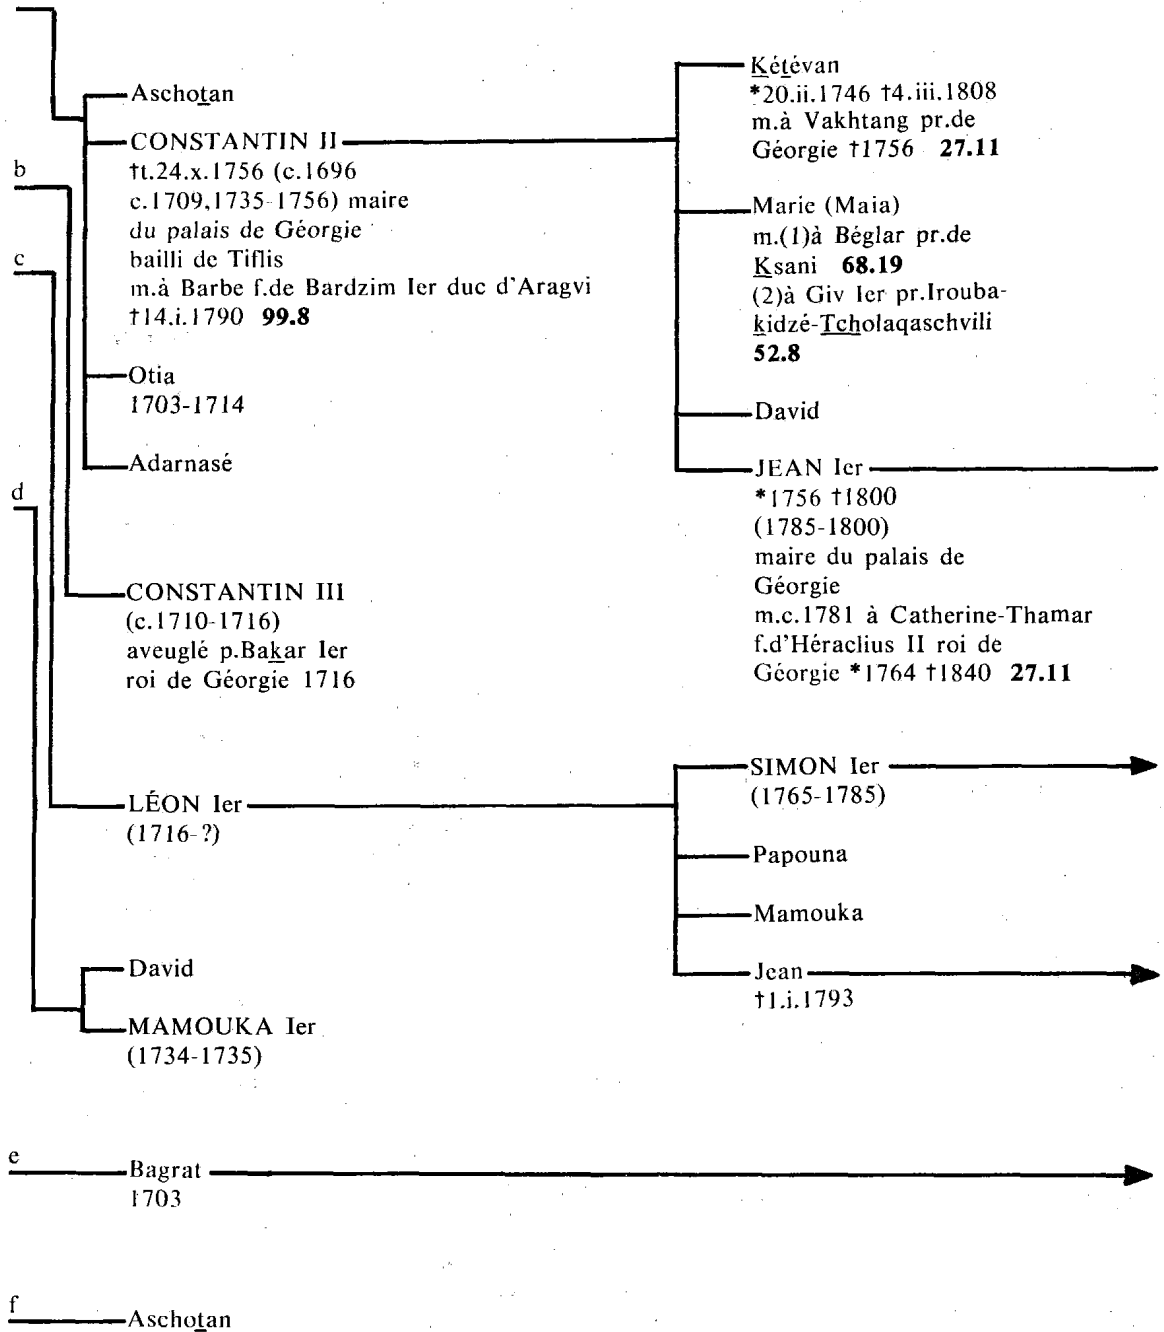 Aschotan
CONSTANTIN II
†t.24.x.1756 (c.1696
c.1709,1735-1756) maire
du palais de Géorgie
bailli de Tiflis
m.à Barbe f.de Bardzim Ier duc d'Aragvi
†14.i.1790 99.8
Otia
1703-1714
Adarnasé
Kétévan
*20.ii.1746 †4.iii.1808
m.à Vakhtang pr.de
Géorgie †1756 27.11
Marie (Maia)
m.(1)à Béglar pr.de
Ksani 68.19
(2)à Giv Ier pr.Irouba-
kidzé-Tcholaqaschvili
52.8
David
JEAN Ier
*1756 †1800
(1785-1800)
maire du palais de
Géorgie
m.c.1781 à Catherine-Thamar
f.d'Héraclius II roi de
Géorgie *1764 †1840 27.11
b
CONSTANTIN III
(c.1710-1716)
aveuglé p.Bakar Ier
roi de Géorgie 1716
c
LÉON Ier
(1716-?)
SIMON Ier
(1765-1785)
Papouna
Mamouka
Jean
†1.i.1793
d
David
MAMOUKA Ier
(1734-1735)
e
Bagrat
1703
f
Aschotan